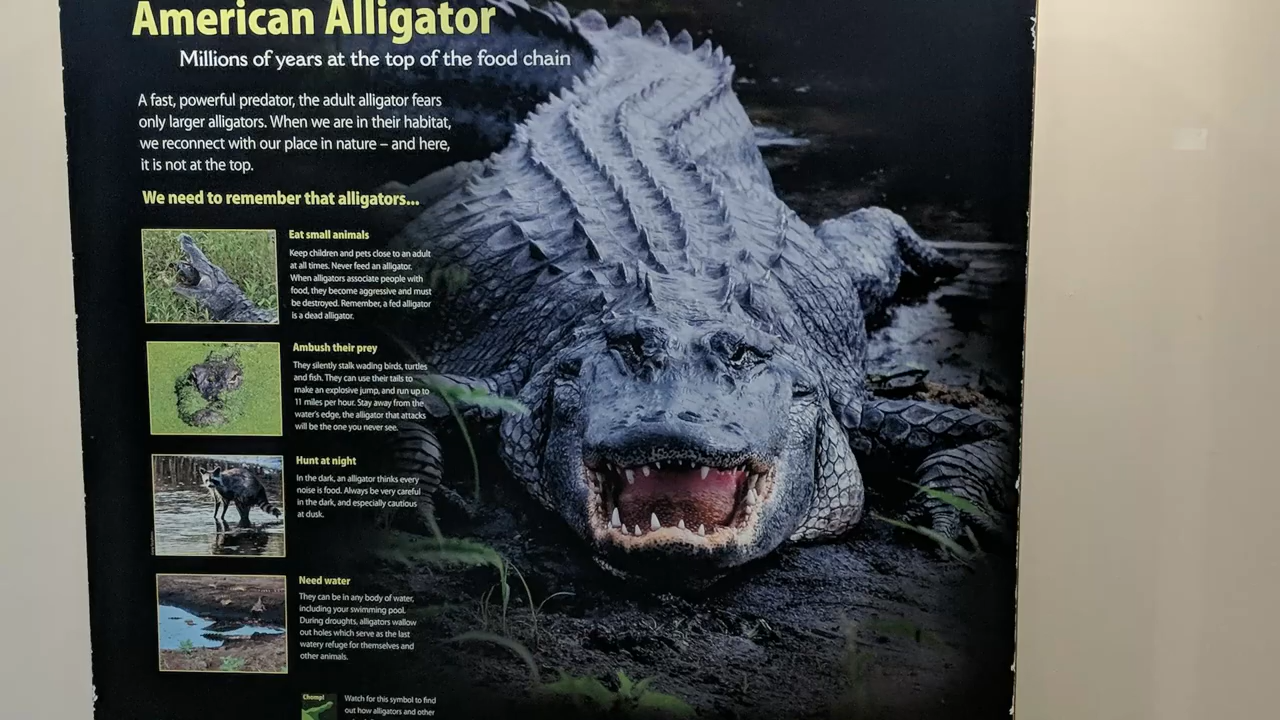 American Alligator
Millions of years at the top of the food chain
A fast, powerful predator, the adult alligator fears
only larger alligators. When we are in their habitat,
we reconnect with our place in nature – and here,
it is not at the top.
We need to remember that alligators...
Eat small animals
Keep children and pets close to an adult
at all times. Never feed an alligator.
When alligators associate people with
food, they become aggressive and must
be destroyed. Remember, a fed alligator
is a dead alligator.
Ambush their prey
They silently stalk wading birds, turtles
and fish. They can use their tails to
make an explosive jump, and run up to
11 miles per hour. Stay away from the
water's edge, the alligator that attacks
will be the one you never see.
Hunt at night
In the dark, an alligator thinks every
noise is food. Always be very careful
in the dark, and especially cautious
at dusk.
Need water
They can be in any body of water,
including your swimming pool.
During droughts, alligators wallow
out holes which serve as the last
watery refuge for themselves and
other animals.
Chomp!
Watch for this symbol to find
out how alligators and other